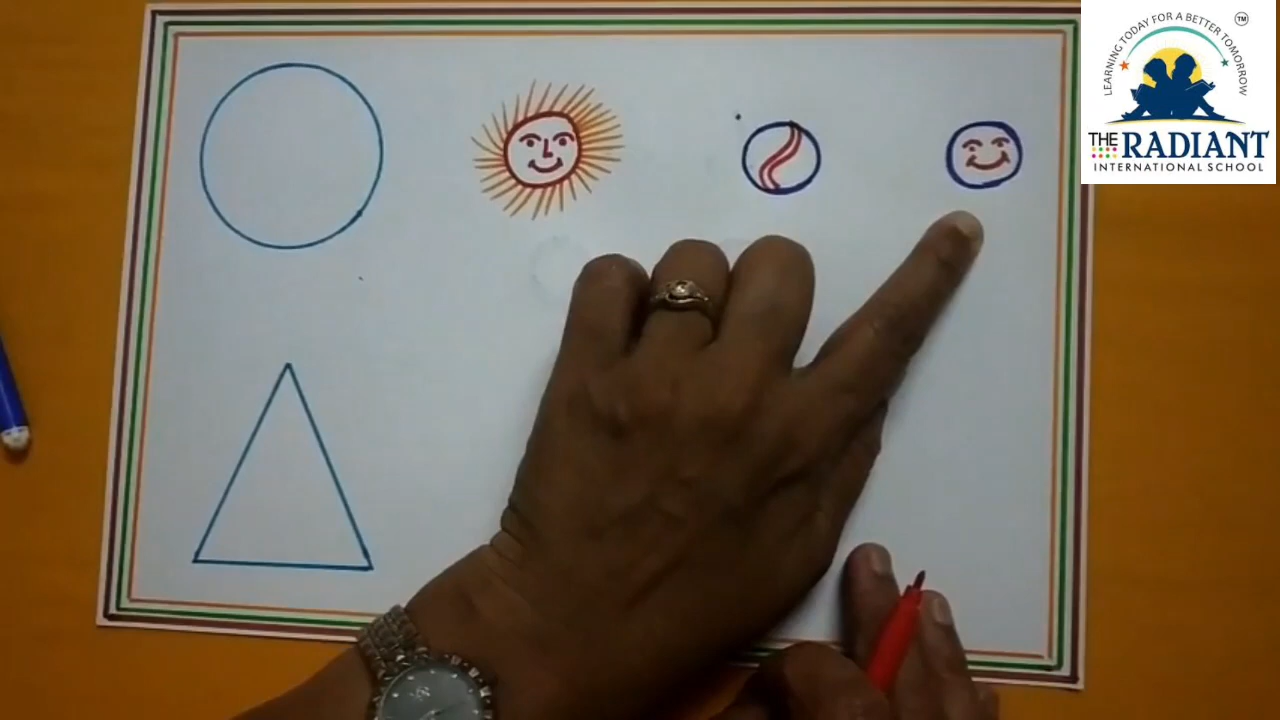 LEARNING TODAY FOR A BETTER TOMORROW
TM
THE RADIANT
INTERNATIONAL SCHOOL